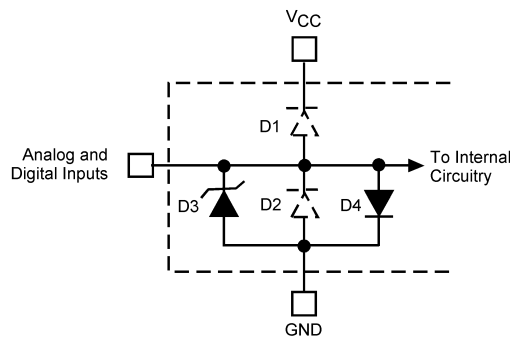 VCC
D1
Analog and
Digital Inputs
To Internal
Circuitry
D3
D2
D4
GND